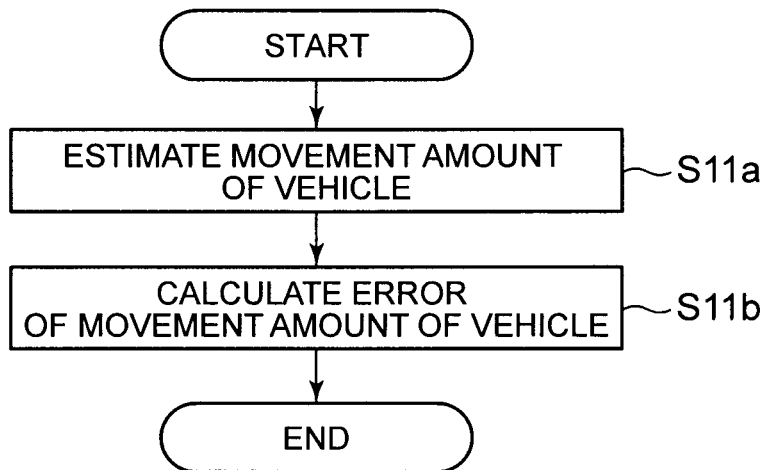 START
ESTIMATE MOVEMENT AMOUNT
OF VEHICLE
S11a
CALCULATE ERROR
OF MOVEMENT AMOUNT OF VEHICLE
S11b
END